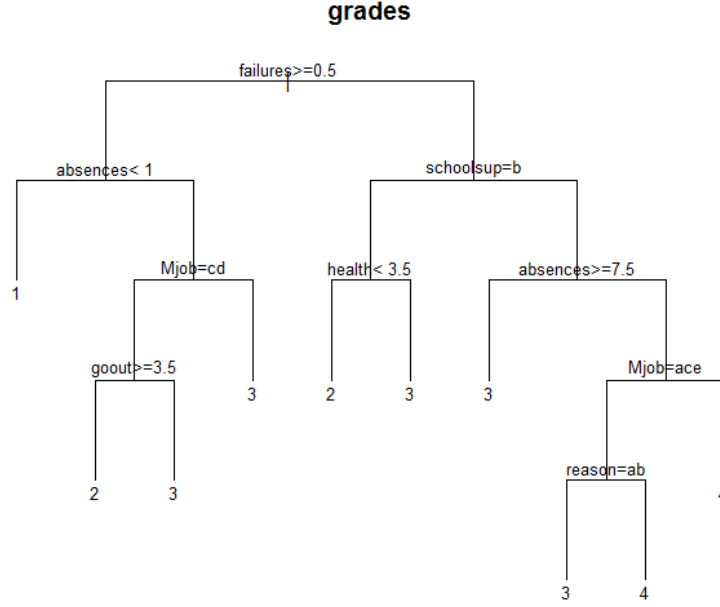 grades
failures>=0.5
absences< 1
schoolsup=b
Mjob=cd
health< 3.5
absences>=7.5
1
goout>=3.5
Mjob=ace
3
2
3
3
reason=ab
2
3
3
4